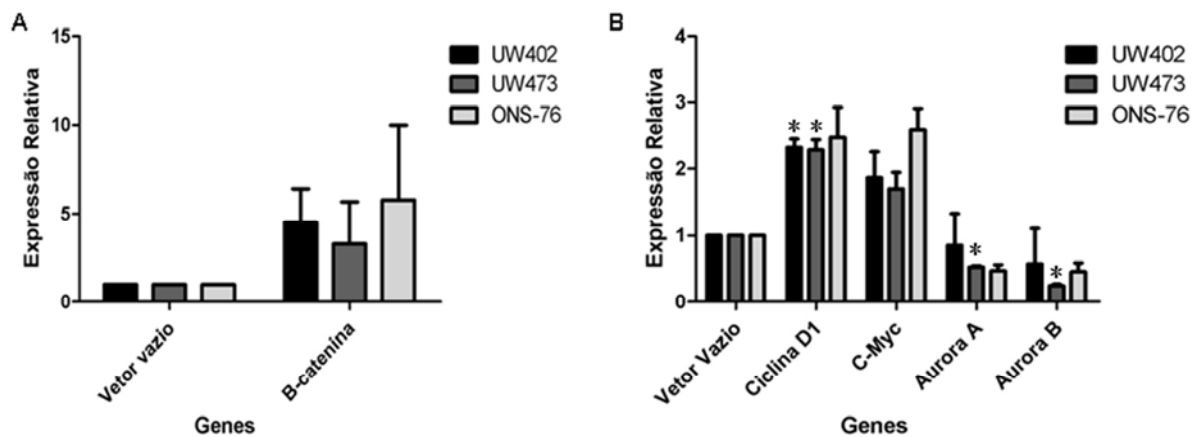 A
Expressão Relativa
15
10
5
0
UW402
UW473
ONS-76
Vetor vazio
B-catenina
Genes
B
Expressão Relativa
4
3
2
1
0
UW402
UW473
ONS-76
* *
*
*
Vetor Vazio
Ciclina D1
C-Myc
Aurora A
Aurora B
Genes